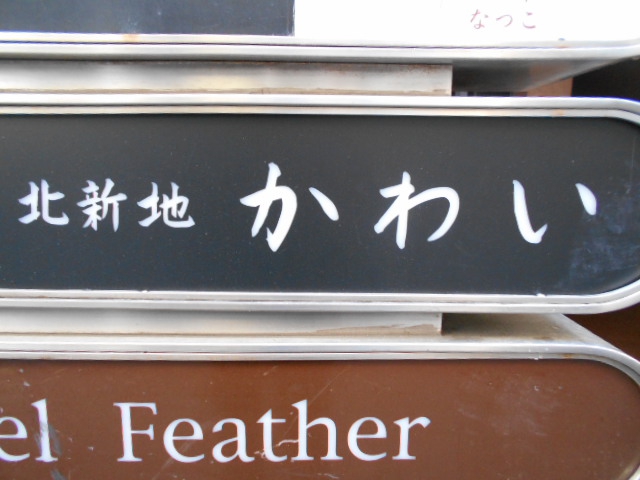 なつこ
北新地 かわい
el Feather